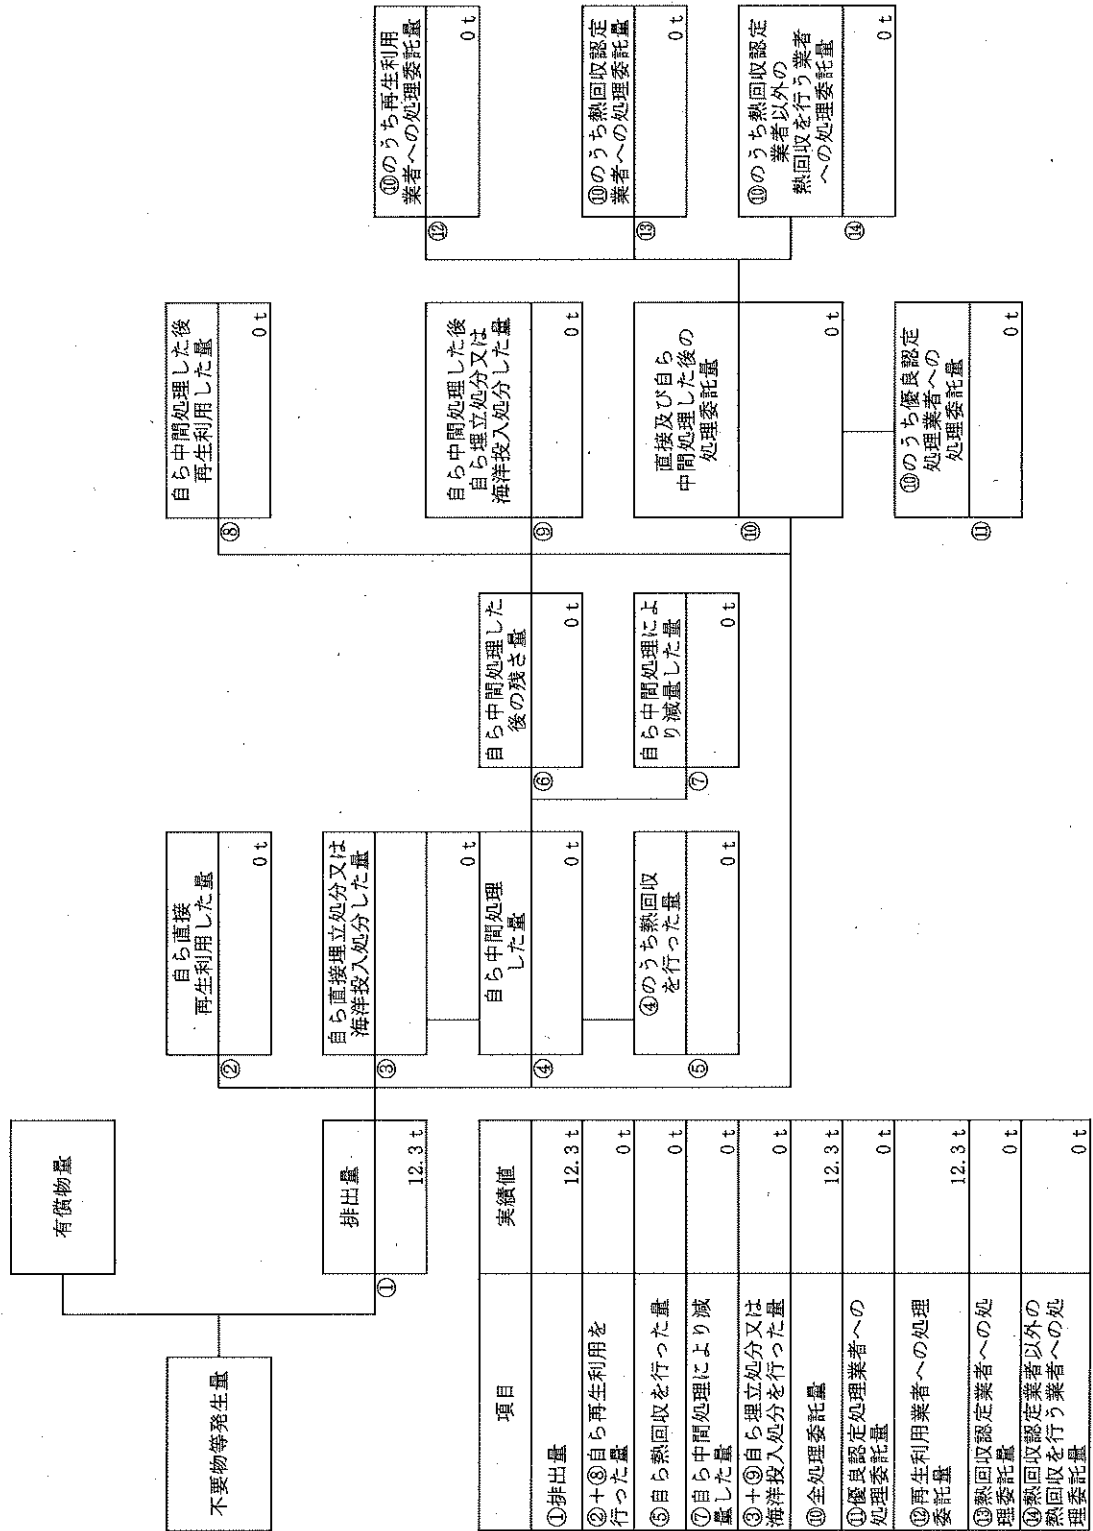 不要物等発生量
有償物量
排出量
①
12.3 t
自ら直接
再生利用した量
②
0 t
自ら直接埋立処分又は
海洋投入処分した量
③
0 t
自ら中間処理
した量
④
0 t
④のうち熱回収
を行った量
⑤
0 t
自ら中間処理した
後の残さ量
⑥
0 t
自ら中間処理によ
り減量した量
⑦
0 t
自ら中間処理した後
再生利用した量
⑧
0 t
自ら中間処理した後
自ら埋立処分又は
海洋投入処分した量
⑨
0 t
直接及び自ら
中間処理した後の
処理委託量
⑩
0 t
⑩のうち優良認定
処理業者への
処理委託量
⑪
0 t
⑩のうち再生利用
業者への処理委託量
⑫
0 t
⑩のうち熱回収認定
業者への処理委託量
⑬
0 t
⑩のうち熱回収認定
業者以外の
熱回収を行う業者
への処理委託量
⑭
0 t
項目
実績値
①排出量
12.3 t
②+⑧自ら再生利用を
行った量
0 t
⑤自ら熱回収を行った量
0 t
⑦自ら中間処理により減
量した量
0 t
③+⑨自ら埋立処分又は
海洋投入処分を行った量
0 t
⑩全処理委託量
12.3 t
⑪優良認定処理業者への
処理委託量
0 t
⑫再生利用業者への処理
委託量
12.3 t
⑬熱回収認定業者への処
理委託量
0 t
⑭熱回収認定業者以外の
熱回収を行う業者への処
理委託量
0 t